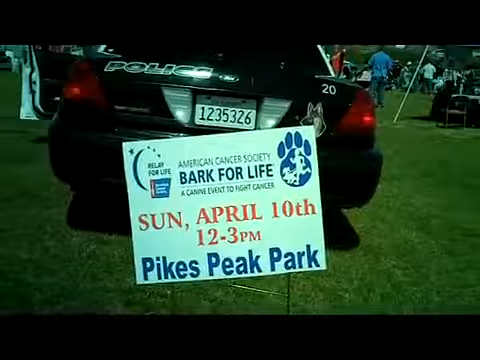 POLICE
20
1235326
RELAY
FOR LIFE
AMERICAN CANCER SOCIETY
BARK FOR LIFE
A CANINE EVENT TO FIGHT CANCER
SUN, APRIL 10th
12-3PM
Pikes Peak Park